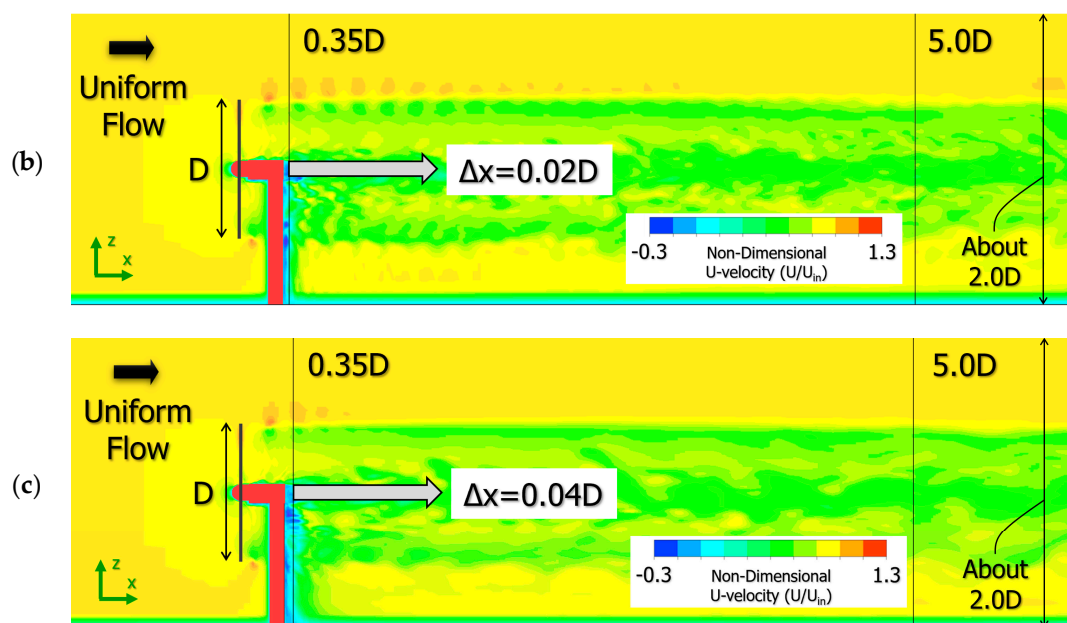 (b)
Uniform
Flow
0.35D
5.0D
D
Δx=0.02D
z
x
-0.3
Non-Dimensional
U-velocity (U/Uin)
1.3
About
2.0D
(c)
Uniform
Flow
0.35D
5.0D
D
Δx=0.04D
z
x
-0.3
Non-Dimensional
U-velocity (U/Uin)
1.3
About
2.0D